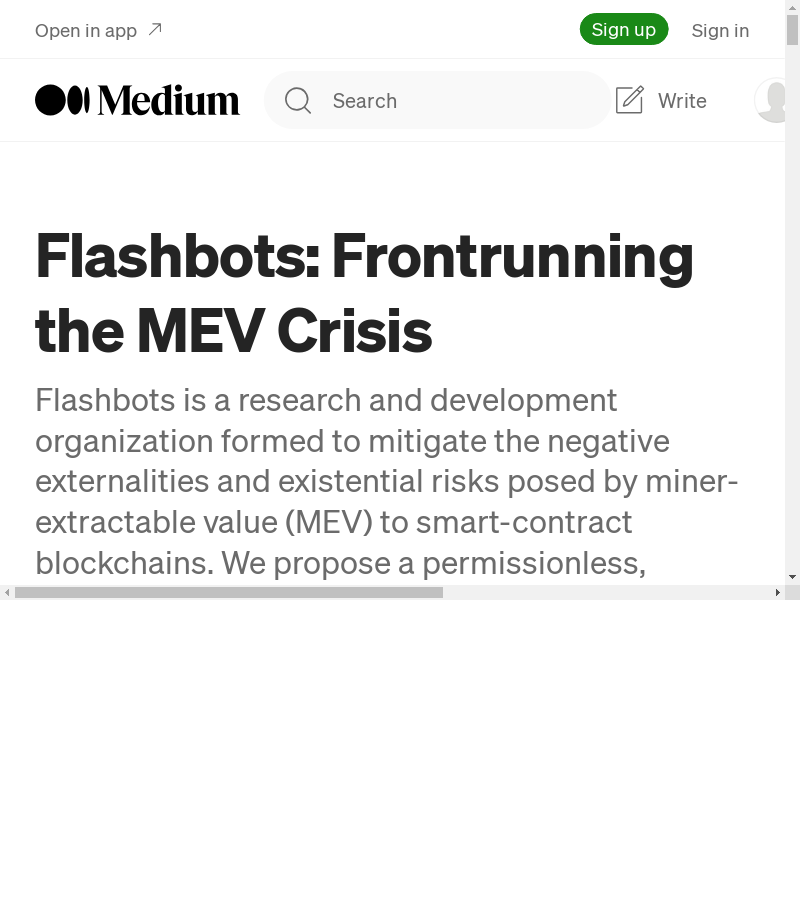 Open in app
Sign up
Sign in
Medium
Search
Write
Flashbots: Frontrunning
the MEV Crisis
Flashbots is a research and development
organization formed to mitigate the negative
externalities and existential risks posed by miner-
extractable value (MEV) to smart-contract
blockchains. We propose a permissionless,